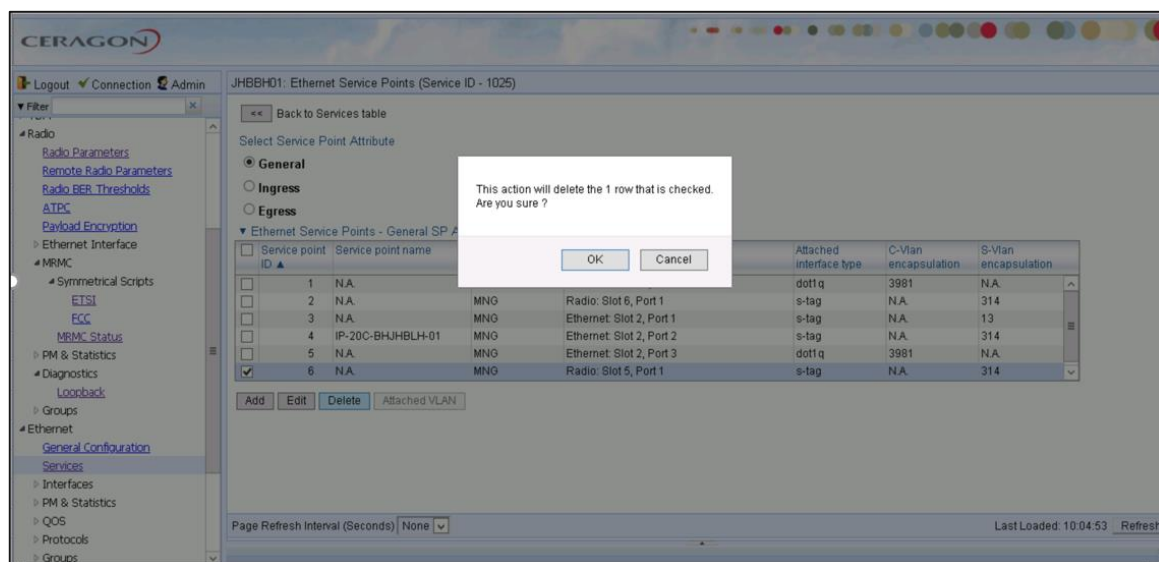 CERAGON
Logout Connection Admin
JHBBH01: Ethernet Service Points (Service ID - 1025)
Filter
<< Back to Services table
Radio
Radio Parameters
Remote Radio Parameters
Radio BER Thresholds
ATPC
Payload Encryption
Ethernet Interface
MRMC
Symmetrical Scripts
ETSI
FCC
MRMC Status
PM & Statistics
Diagnostics
Loopback
Groups
Ethernet
General Configuration
Services
Interfaces
PM & Statistics
QOS
Protocols
Groups
Select Service Point Attribute
General
Ingress
Egress
Ethernet Service Points - General SP
This action will delete the 1 row that is checked.
Are you sure ?
OK Cancel
Service point ID Service point name Attached interface type C-Vlan encapsulation S-Vlan encapsulation
1 N.A. dot1q 3981 N.A.
2 N.A. MNG Radio: Slot 6, Port 1 s-tag N.A. 314
3 N.A. MNG Ethernet: Slot 2, Port 1 s-tag N.A. 13
4 IP-20C-BHJHBLH-01 MNG Ethernet: Slot 2, Port 2 s-tag N.A. 314
5 N.A. MNG Ethernet: Slot 2, Port 3 dot1q 3981 N.A.
6 N.A. MNG Radio: Slot 5, Port 1 s-tag N.A. 314
Add Edit Delete Attached VLAN
Page Refresh Interval (Seconds) None Last Loaded: 10:04:53 Refresh